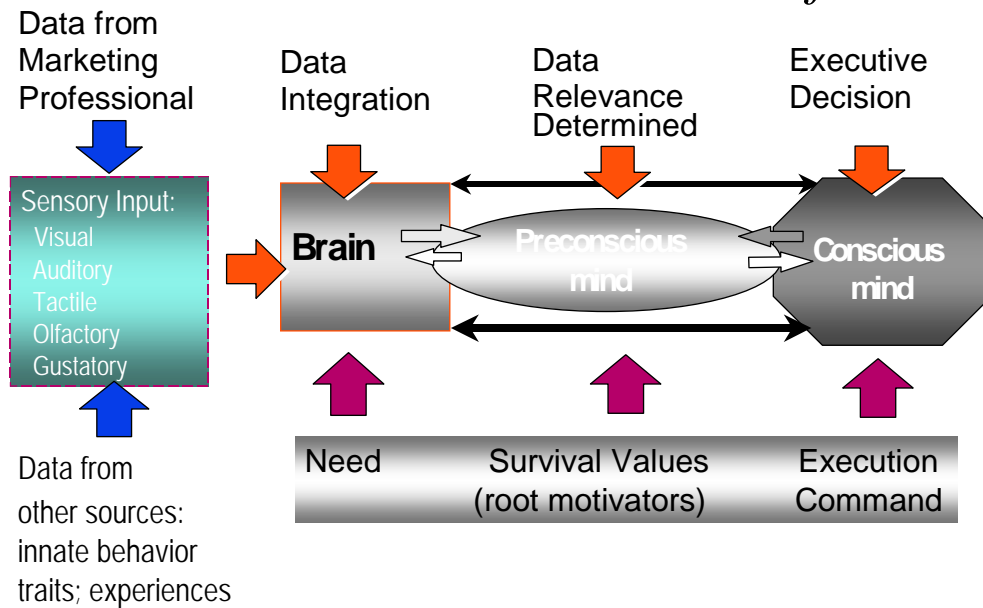 Data from
Marketing
Professional
Data
Integration
Data
Relevance
Determined
Executive
Decision
Sensory Input:
Visual
Auditory
Tactile
Olfactory
Gustatory
Brain
Preconscious
mind
Conscious
mind
Need
Survival Values
(root motivators)
Execution
Command
Data from
other sources:
innate behavior
traits; experiences